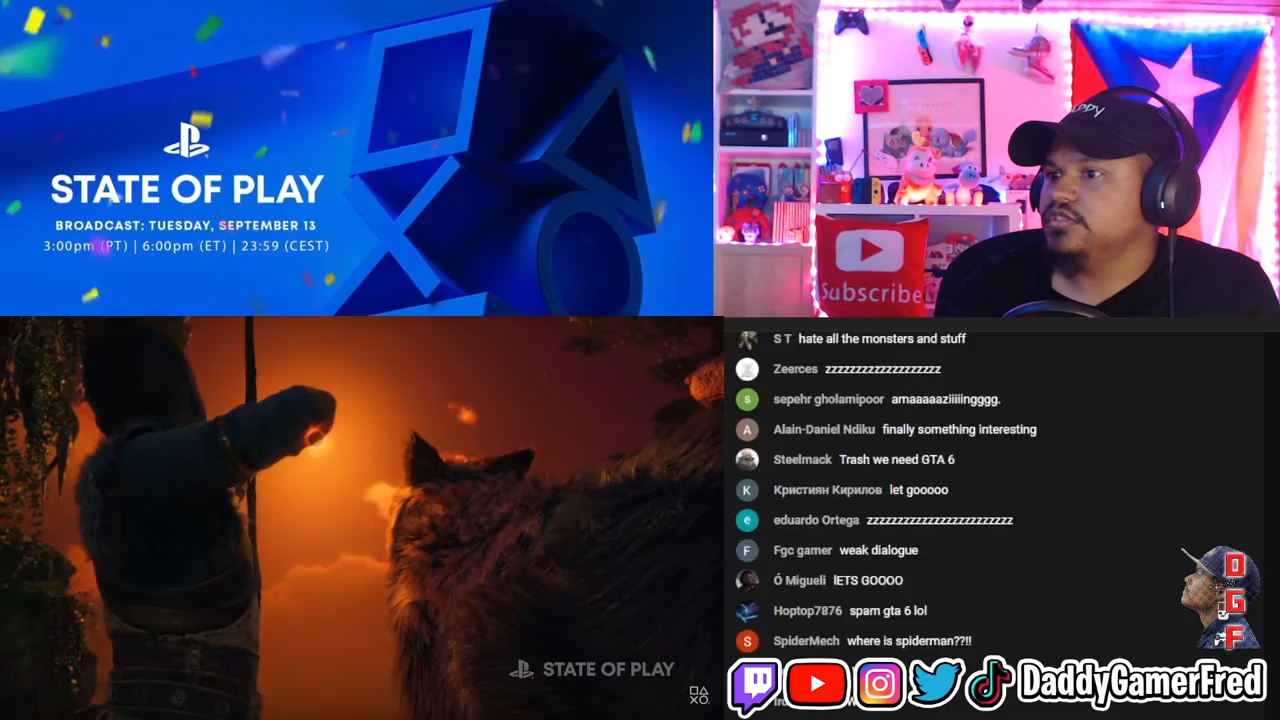 STATE OF PLAY
BROADCAST: TUESDAY, SEPTEMBER 13
3:00pm (PT) | 6:00pm (ET) | 23:59 (CEST)
Subscribe
S T hate all the monsters and stuff
Zeerces zzzzzzzzzzzzzzzzzzz
sepehr gholamipoor amaaaaaziiiiingggg.
Alain-Daniel Ndiku finally something interesting
Steelmack Trash we need GTA 6
Кристиян Кирилов let gooooo
eduardo Ortega zzzzzzzzzzzzzzzzzzzzzzzz
Fgc gamer weak dialogue
Ó Migueli lETS GOOOO
Hoptop7876 spam gta 6 lol
SpiderMech where is spiderman??!!
STATE OF PLAY
DGF
DaddyGamerFred